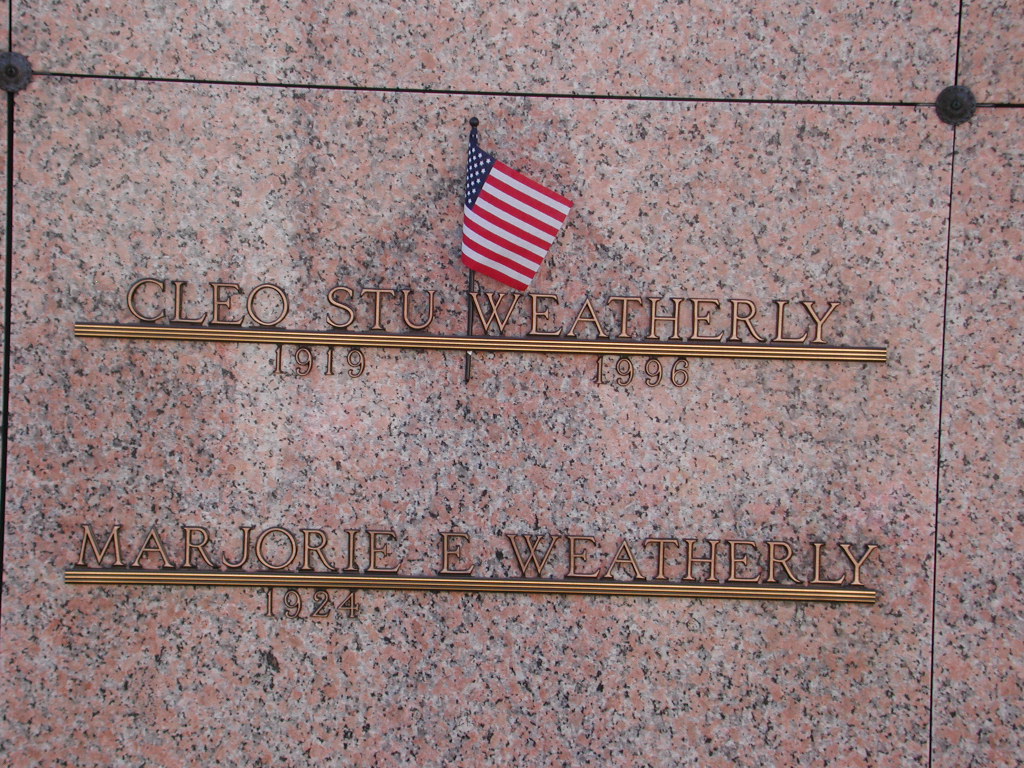 CLEO STU WEATHERLY
1919 1996
MARJORIE E WEATHERLY
1924